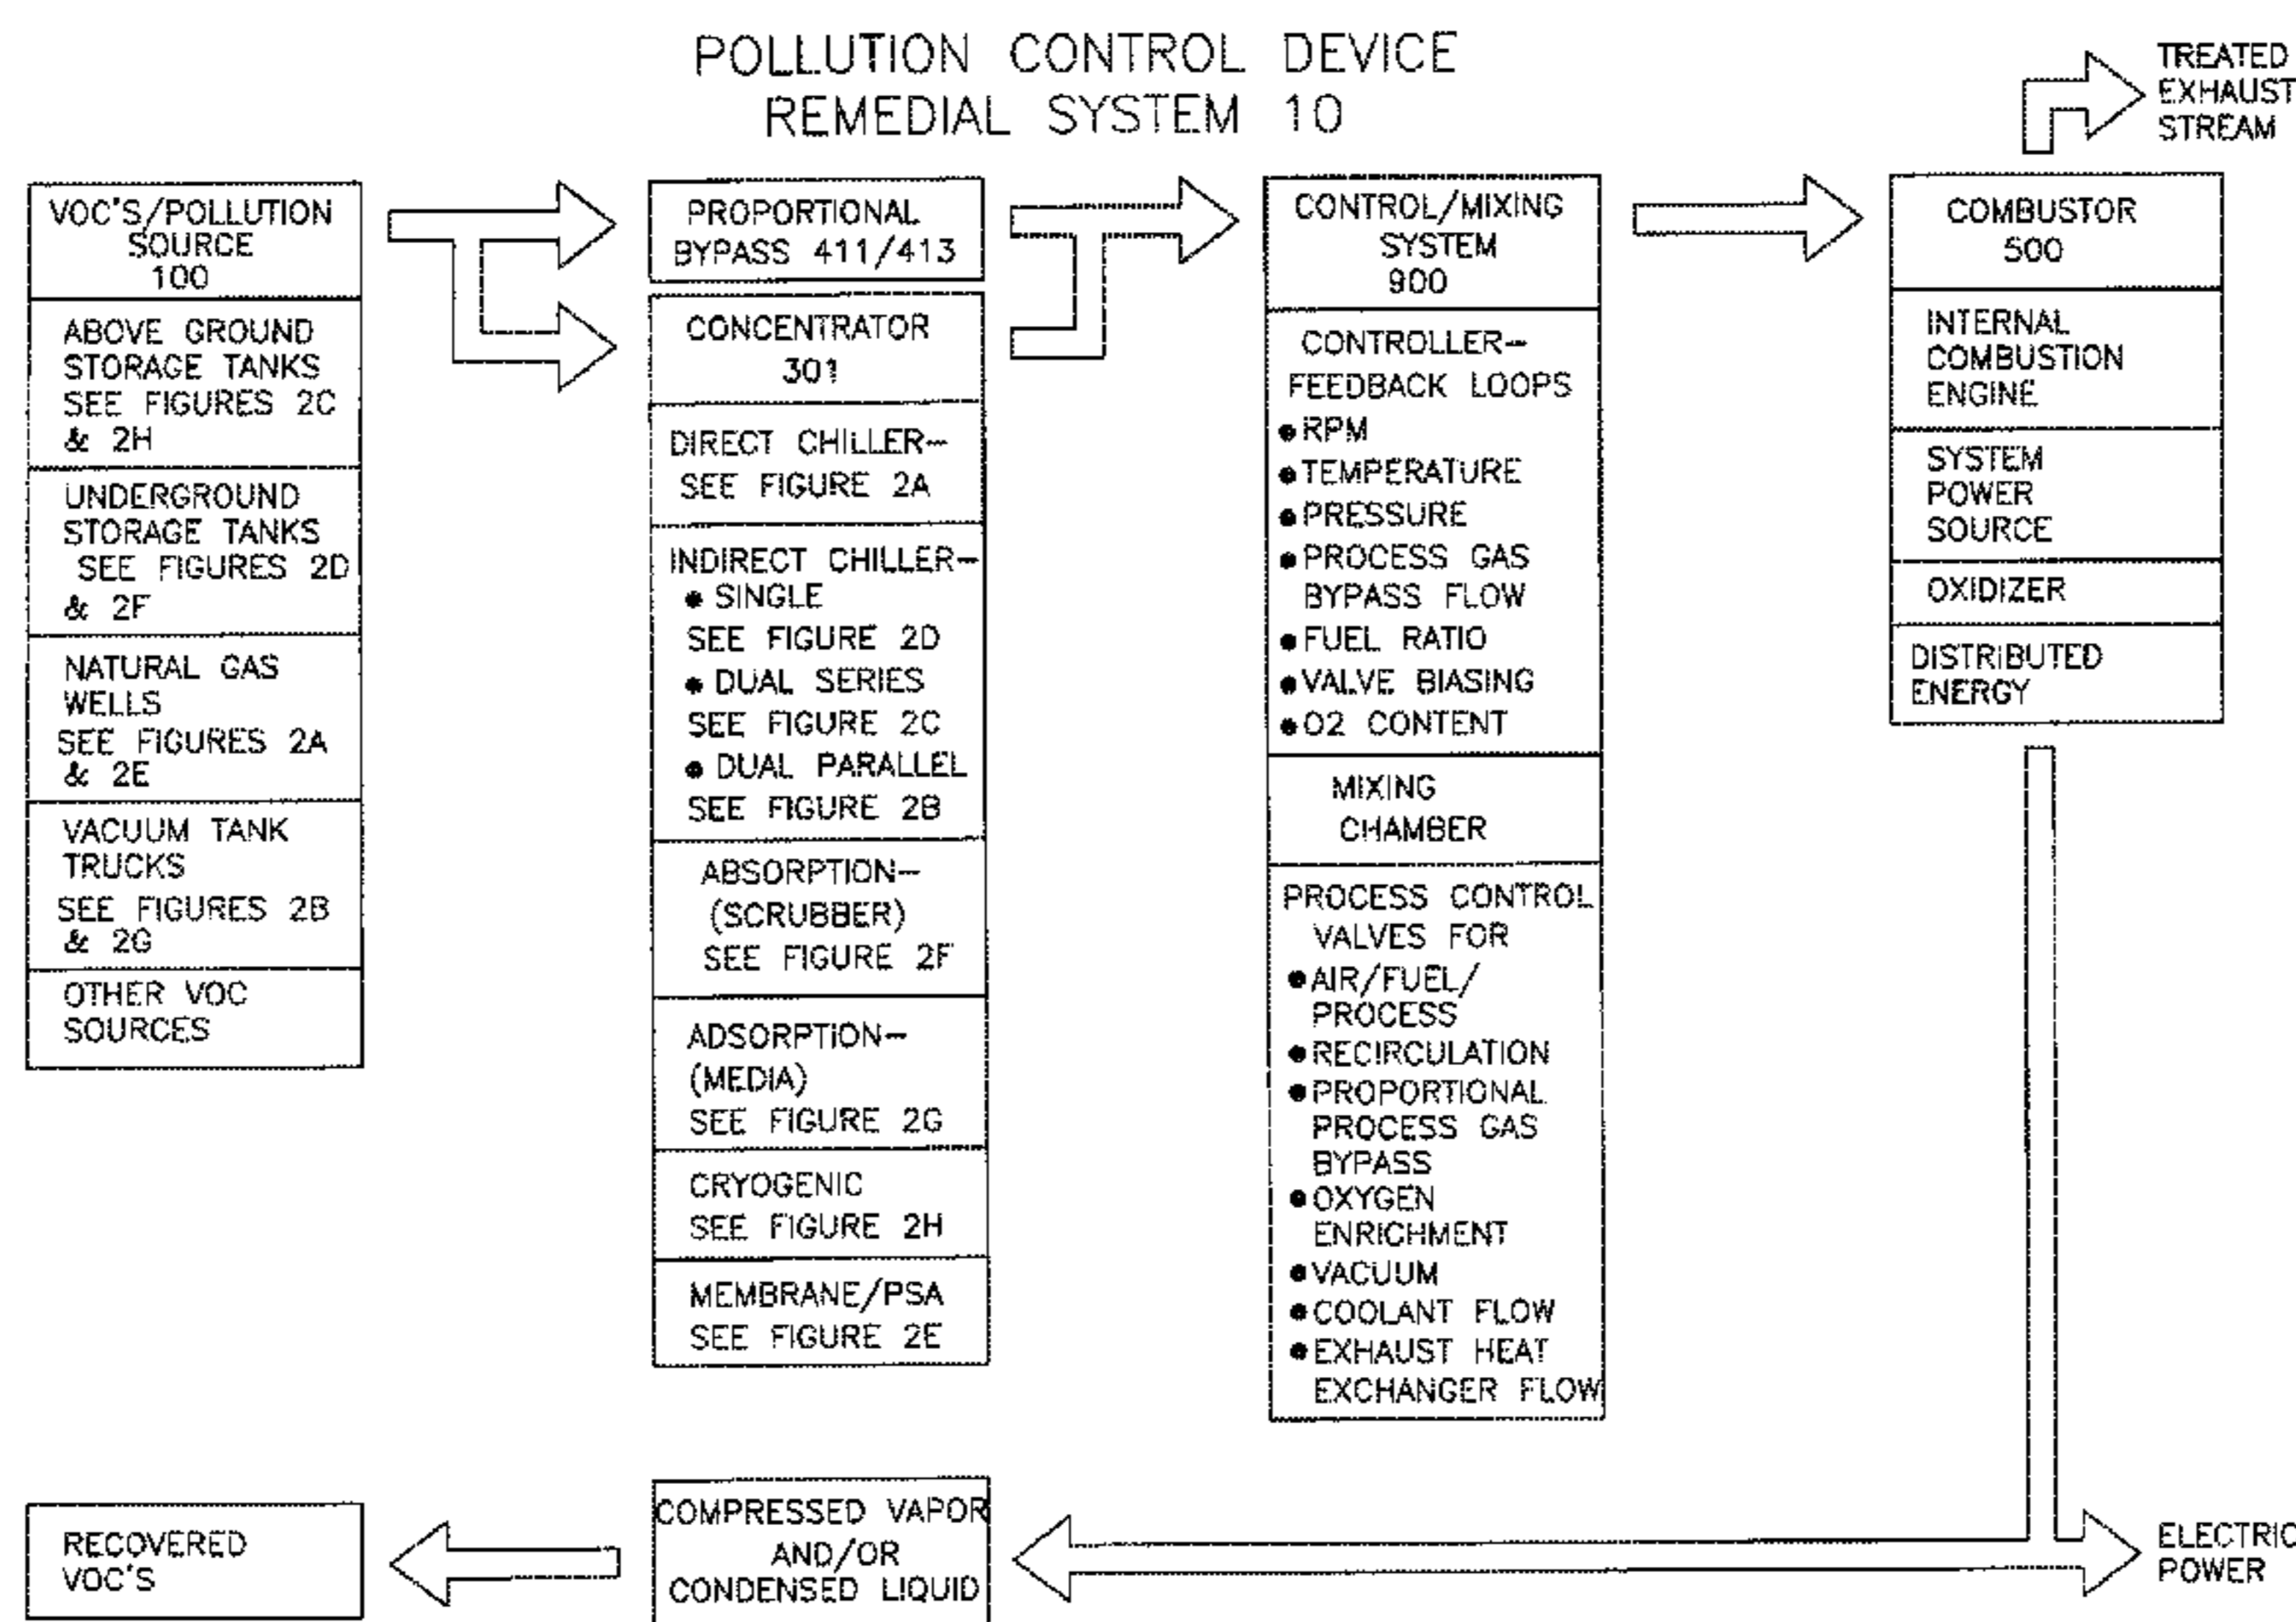 POLLUTION CONTROL DEVICE
REMEDIAL SYSTEM 10
TREATED
EXHAUST
STREAM
VOC'S/POLLUTION
SOURCE
100
ABOVE GROUND
STORAGE TANKS
SEE FIGURES 2C
& 2H
UNDERGROUND
STORAGE TANKS
SEE FIGURES 2D
& 2F
NATURAL GAS
WELLS
SEE FIGURES 2A
& 2E
VACUUM TANK
TRUCKS
SEE FIGURES 2B
& 2G
OTHER VOC
SOURCES
PROPORTIONAL
BYPASS 411/413
CONCENTRATOR
301
DIRECT CHILLER-
SEE FIGURE 2A
INDIRECT CHILLER-
● SINGLE
SEE FIGURE 2D
● DUAL SERIES
SEE FIGURE 2C
● DUAL PARALLEL
SEE FIGURE 2B
ABSORPTION-
(SCRUBBER)
SEE FIGURE 2F
ADSORPTION-
(MEDIA)
SEE FIGURE 2G
CRYOGENIC
SEE FIGURE 2H
MEMBRANE/PSA
SEE FIGURE 2E
CONTROL/MIXING
SYSTEM
900
CONTROLLER-
FEEDBACK LOOPS
● RPM
● TEMPERATURE
● PRESSURE
● PROCESS GAS
BYPASS FLOW
● FUEL RATIO
● VALVE BIASING
● O2 CONTENT
MIXING
CHAMBER
PROCESS CONTROL
VALVES FOR
● AIR/FUEL/
PROCESS
● RECIRCULATION
● PROPORTIONAL
PROCESS GAS
BYPASS
● OXYGEN
ENRICHMENT
● VACUUM
● COOLANT FLOW
● EXHAUST HEAT
EXCHANGER FLOW
COMBUSTOR
500
INTERNAL
COMBUSTION
ENGINE
SYSTEM
POWER
SOURCE
OXIDIZER
DISTRIBUTED
ENERGY
RECOVERED
VOC'S
COMPRESSED VAPOR
AND/OR
CONDENSED LIQUID
ELECTRIC
POWER